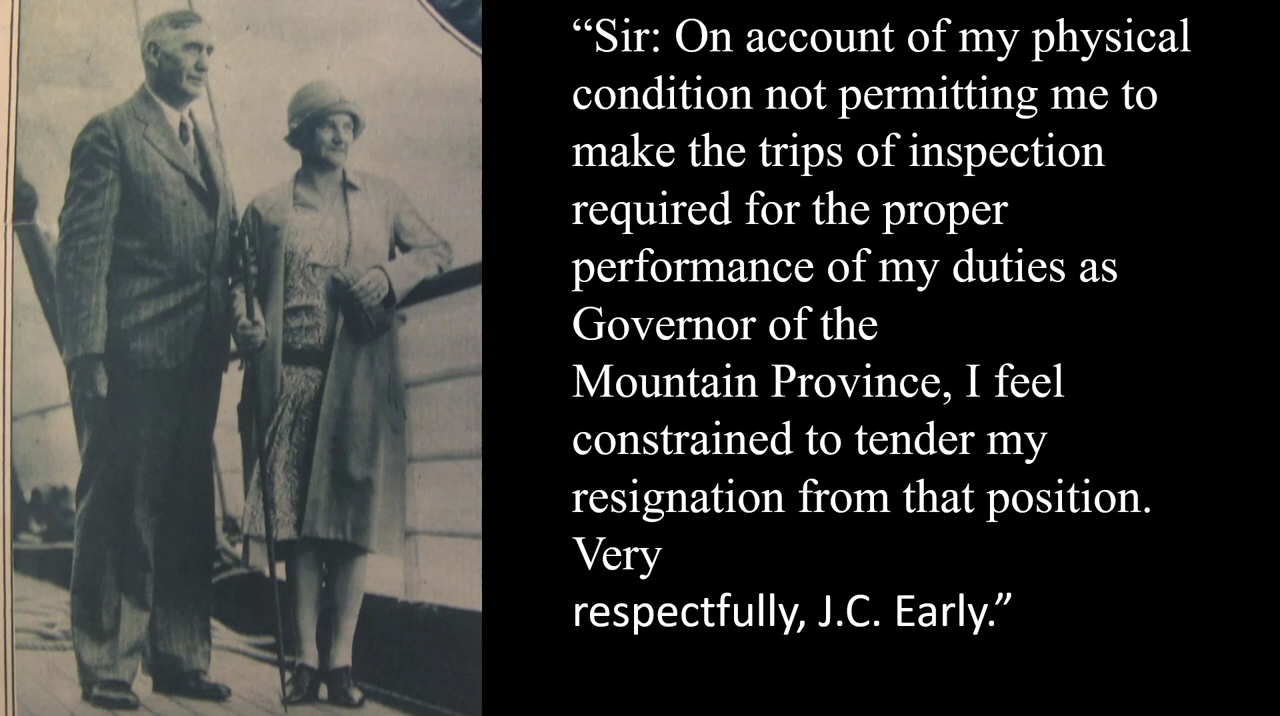 “Sir: On account of my physical
condition not permitting me to
make the trips of inspection
required for the proper
performance of my duties as
Governor of the
Mountain Province, I feel
constrained to tender my
resignation from that position.
Very
respectfully, J.C. Early.”